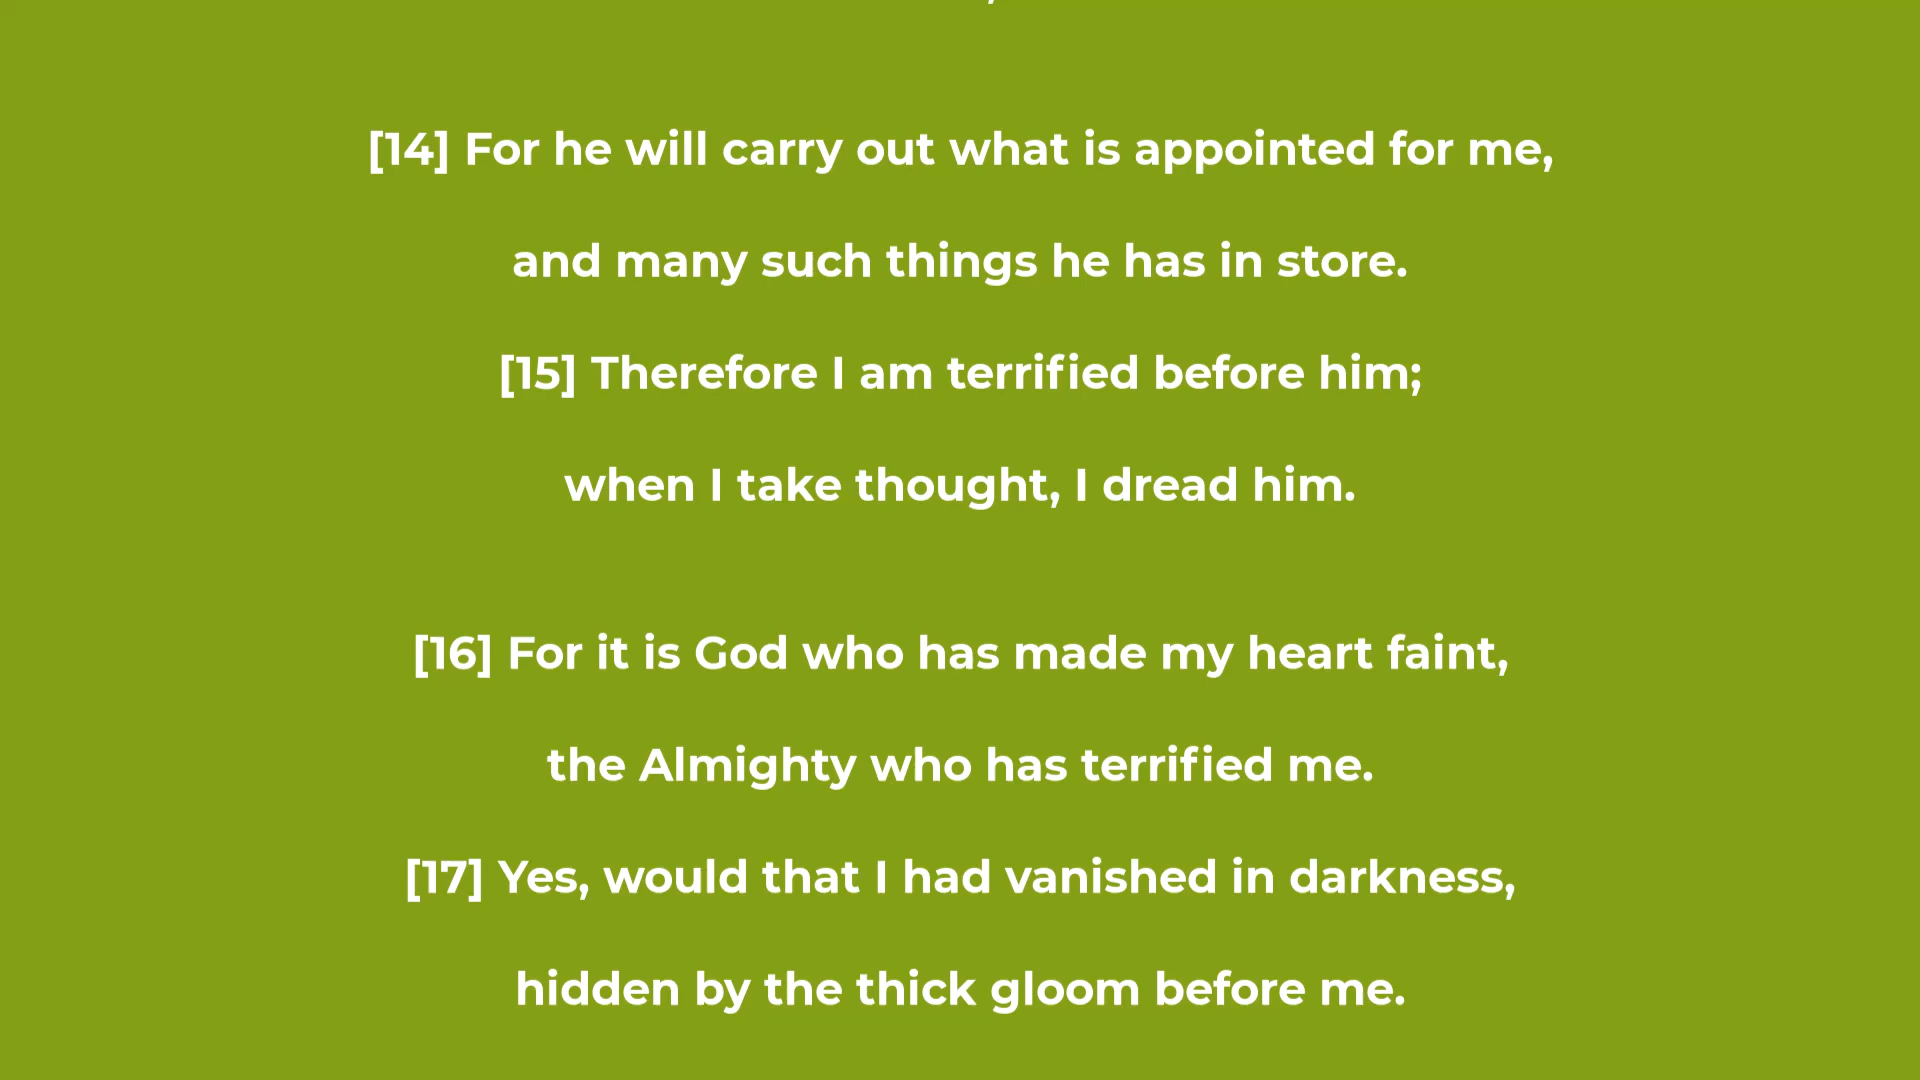 [14] For he will carry out what is appointed for me,
and many such things he has in store.
[15] Therefore I am terrified before him;
when I take thought, I dread him.
[16] For it is God who has made my heart faint,
the Almighty who has terrified me.
[17] Yes, would that I had vanished in darkness,
hidden by the thick gloom before me.